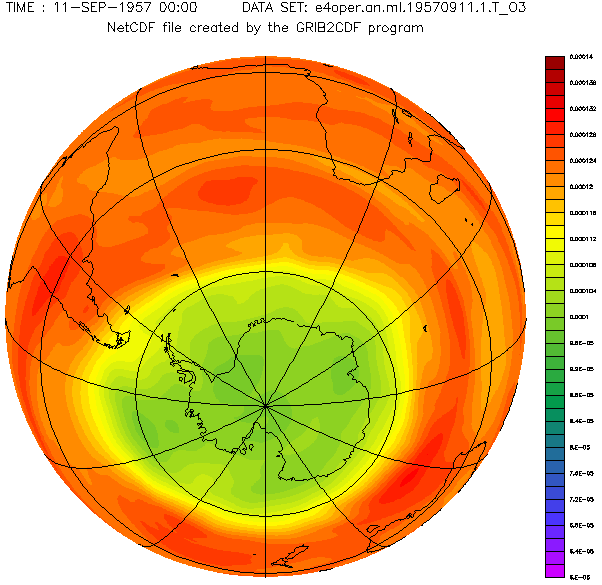 TIME : 11-SEP-1957 00:00 DATA SET: e4oper.an.ml.19570911.1.T_O3
NetCDF file created by the GRIB2CDF program
0.00014
0.000136
0.000132
0.000128
0.000124
0.00012
0.000116
0.000112
0.000108
0.000104
0.0001
9.6E-05
9.2E-05
8.8E-05
8.4E-05
8E-05
7.6E-05
7.2E-05
6.8E-05
6.4E-05
6E-05